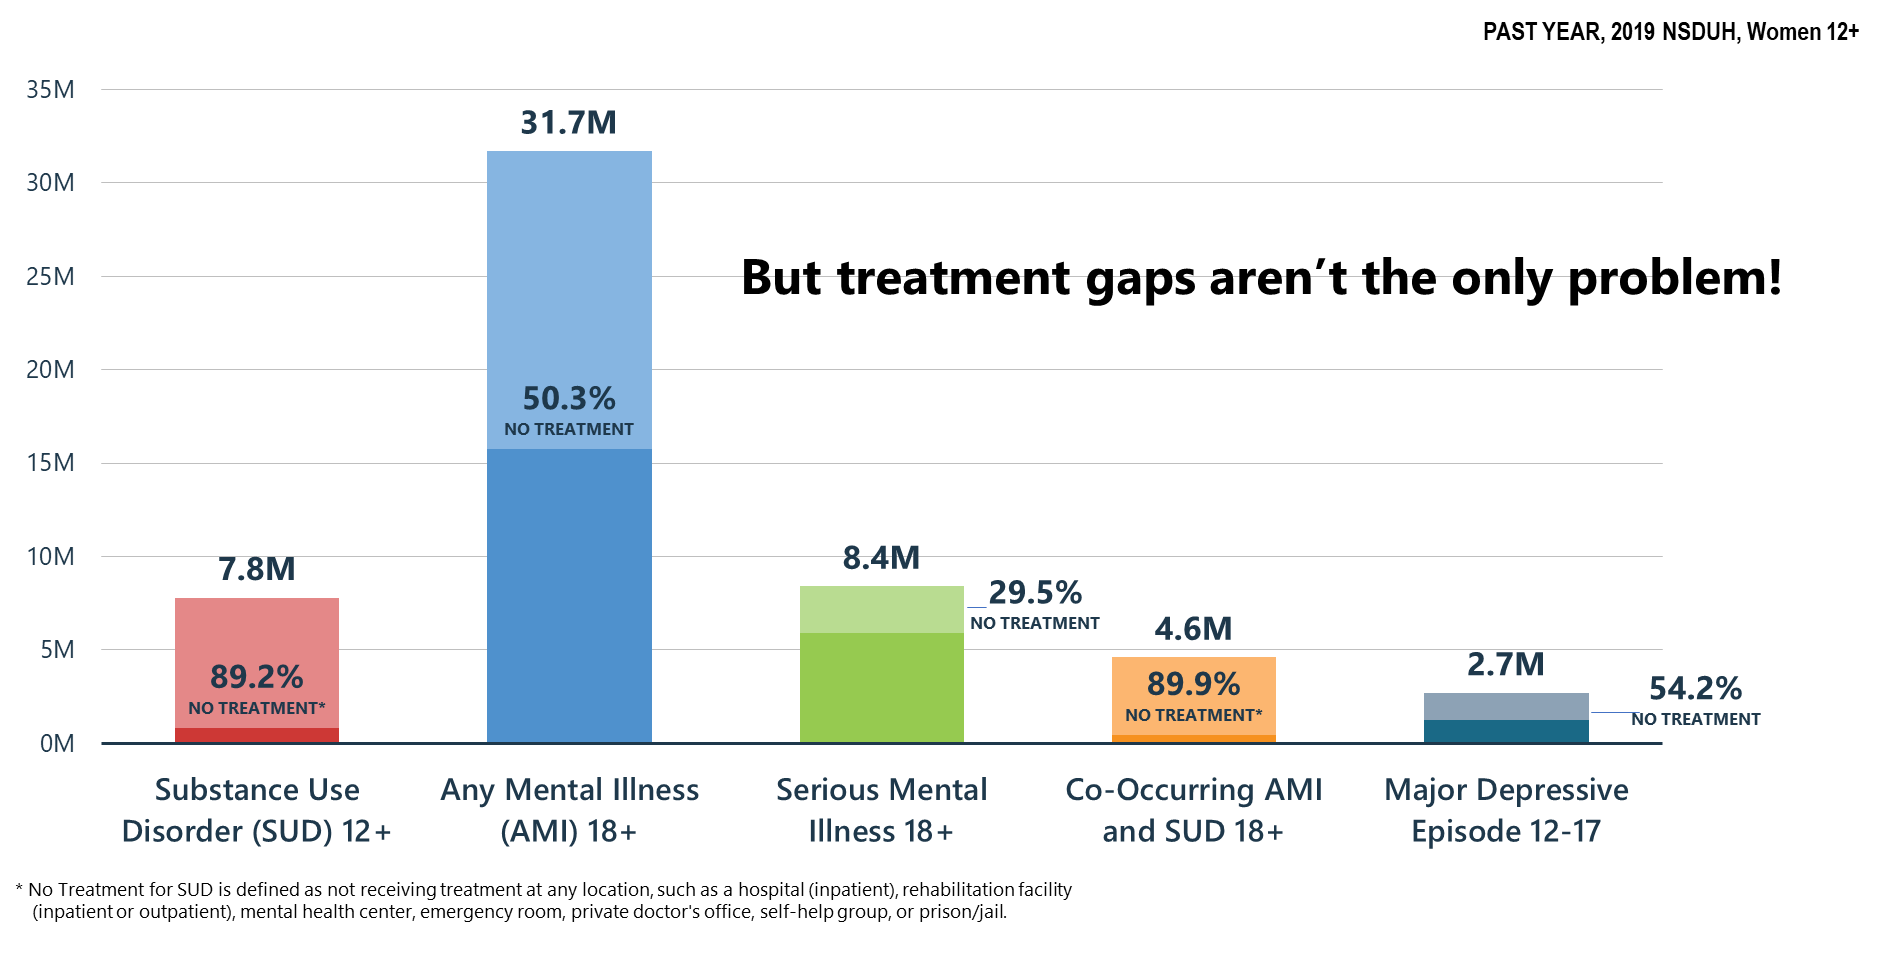 PAST YEAR, 2019 NSDUH, Women 12+
35M
30M
25M
20M
15M
10M
5M
0M
But treatment gaps aren’t the only problem!
7.8M
89.2%
NO TREATMENT*
31.7M
50.3%
NO TREATMENT
8.4M
29.5%
NO TREATMENT
4.6M
89.9%
NO TREATMENT*
2.7M
54.2%
NO TREATMENT
Substance Use
Disorder (SUD) 12+
Any Mental Illness
(AMI) 18+
Serious Mental
Illness 18+
Co-Occurring AMI
and SUD 18+
Major Depressive
Episode 12-17
* No Treatment for SUD is defined as not receiving treatment at any location, such as a hospital (inpatient), rehabilitation facility
(inpatient or outpatient), mental health center, emergency room, private doctor's office, self-help group, or prison/jail.